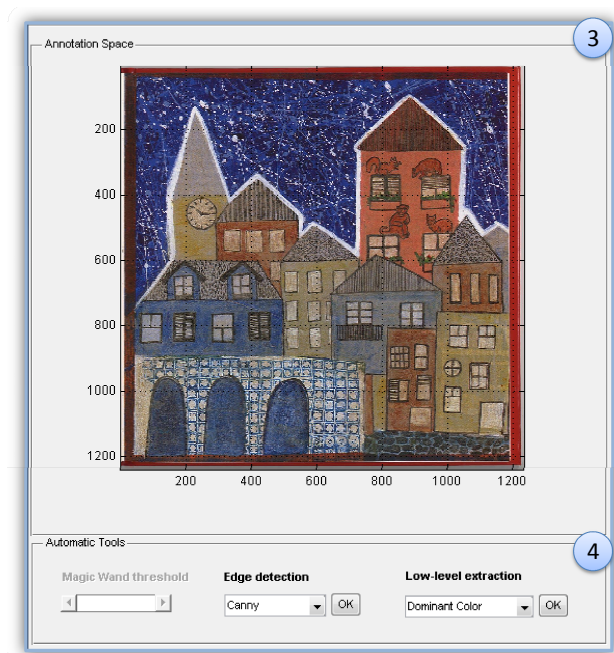 3
Annotation Space
200
400
600
800
1000
1200
200 400 600 800 1000 1200
Automatic Tools
4
Magic Wand threshold Edge detection Low-level extraction
Canny OK Dominant Color OK